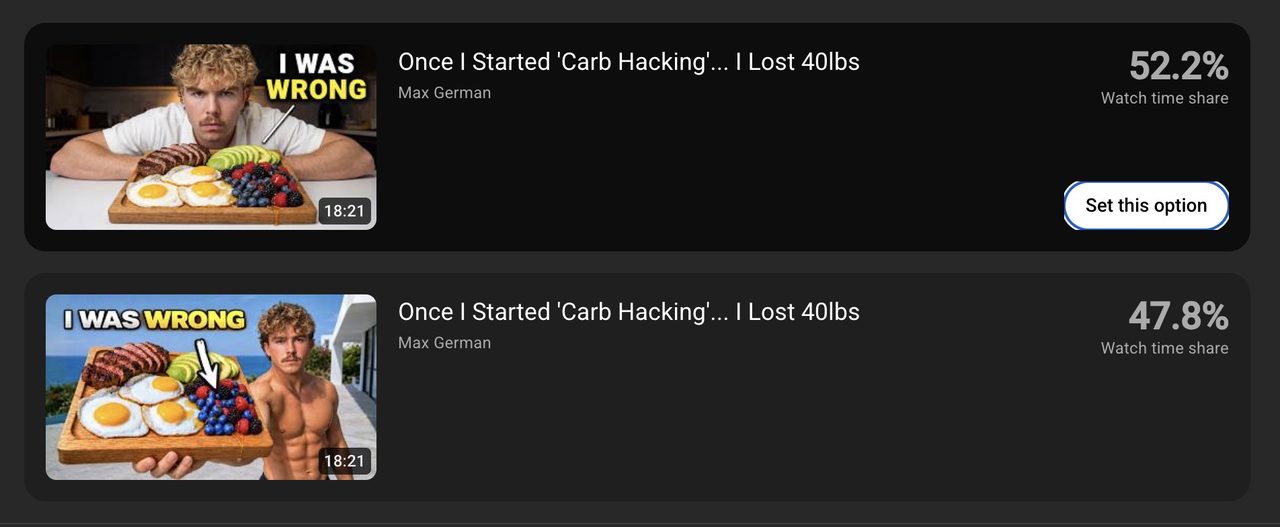 I WAS
WRONG
18:21
Once I Started 'Carb Hacking'... I Lost 40lbs
Max German
52.2%
Watch time share
Set this option
I WAS WRONG
18:21
Once I Started 'Carb Hacking'... I Lost 40lbs
Max German
47.8%
Watch time share